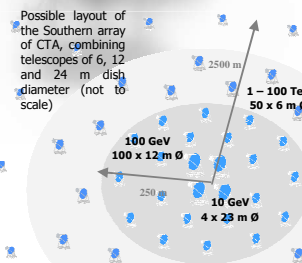 Possible layout of
the Southern array
of CTA, combining
telescopes of 6, 12
and 24 m dish
diameter (not to
scale)
2500 m
1 – 100 Te
50 x 6 m
100 GeV
100 x 12 m Ø
250 m
10 GeV
4 x 23 m Ø